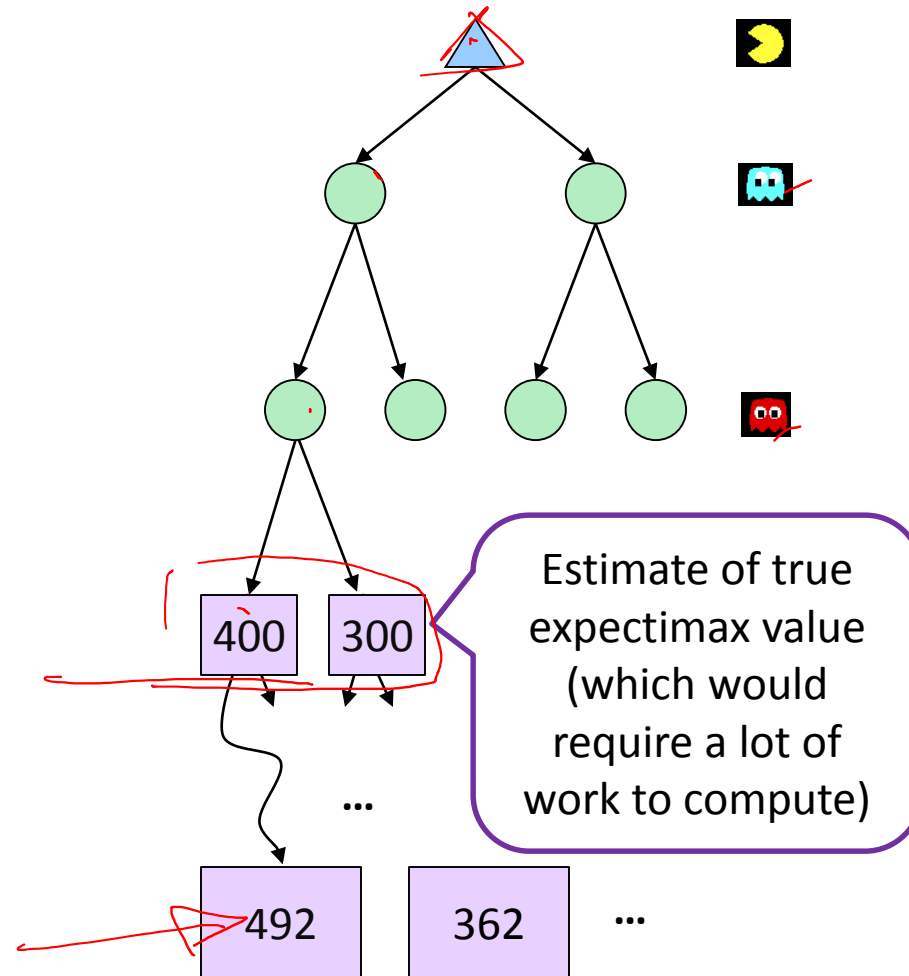 400
300
Estimate of true
expectimax value
(which would
require a lot of
work to compute)
...
492
362
...